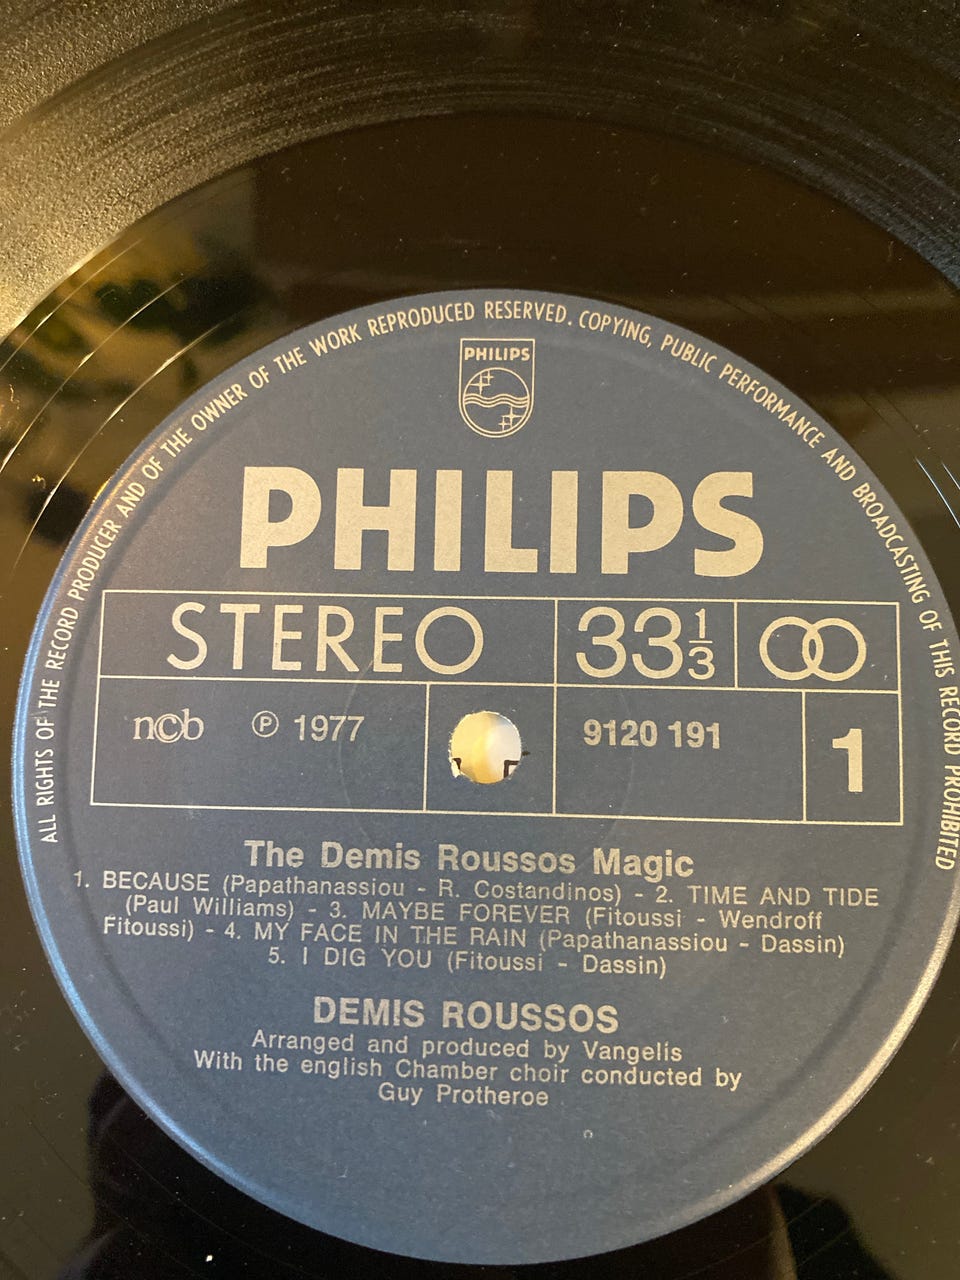 ALL RIGHTS OF THE RECORD PRODUCER AND OF THE OWNER OF THE WORK REPRODUCED RESERVED. COPYING, PUBLIC PERFORMANCE AND BROADCASTING OF THIS RECORD PROHIBITED
PHILIPS
PHILIPS
STEREO 33 1/3
ncb ℗ 1977 9120 191 1
The Demis Roussos Magic
1. BECAUSE (Papathanassiou - R. Costandinos) - 2. TIME AND TIDE
(Paul Williams) - 3. MAYBE FOREVER (Fitoussi - Wendroff
Fitoussi) - 4. MY FACE IN THE RAIN (Papathanassiou - Dassin)
5. I DIG YOU (Fitoussi - Dassin)
DEMIS ROUSSOS
Arranged and produced by Vangelis
With the english Chamber choir conducted by
Guy Protheroe